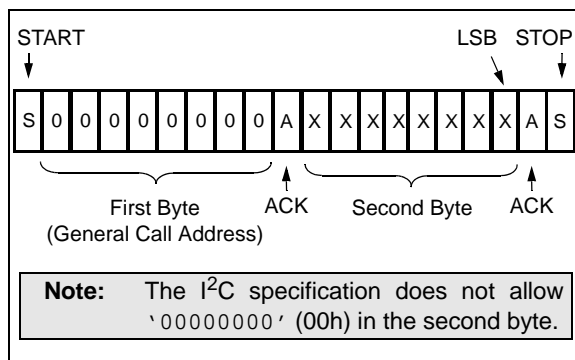 START LSB STOP
S 0 0 0 0 0 0 0 0 A X X X X X X X X A S
First Byte ACK Second Byte ACK
(General Call Address)
Note: The I²C specification does not allow
‘00000000’ (00h) in the second byte.